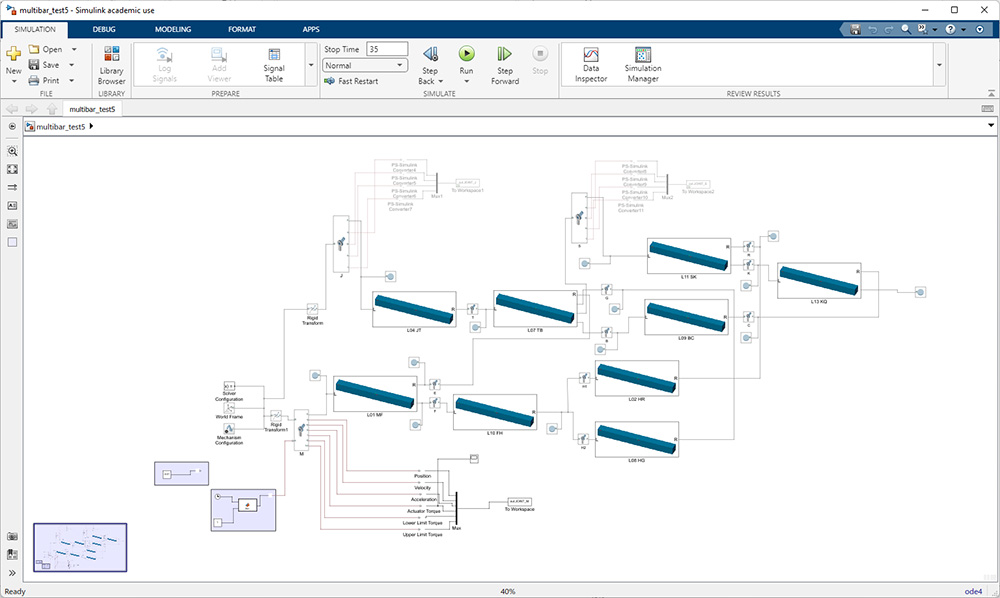 multibar_test5 - Simulink academic use
SIMULATION DEBUG MODELING FORMAT APPS
New
Open
Save
Print
FILE
Library Browser
LIBRARY
Log Signals
Add Viewer
Signal Table
PREPARE
Stop Time 35
Normal
Fast Restart
Step Back
Run
Step Forward
Stop
SIMULATE
Data Inspector
Simulation Manager
REVIEW RESULTS
multibar_test5
multibar_test5
PS-Simulink
Converter4
PS-Simulink
PS-Simulink
PS-Simulink
Converter7
Mux1
To Workspace1
PS-Simulink
PS-Simulink
PS-Simulink
Converter10
PS-Simulink
Converter11
Mux2
To Workspace2
J
L R
L11 SK
L R
L13 KQ
Rigid
Transform
L R
L04 JT
T
L R
L07 TB
L R
L09 BC
C
Solver
Configuration
World Frame
Mechanism
Configuration
Rigid
Transform1
M
L R
L01 MF
F
L R
L10 FH
L R
L02 HR
L R
L08 HG
Position
Velocity
Acceleration
Actuator Torque
Lower Limit Torque
Upper Limit Torque
Mux
To Workspace
Ready
40%
ode4